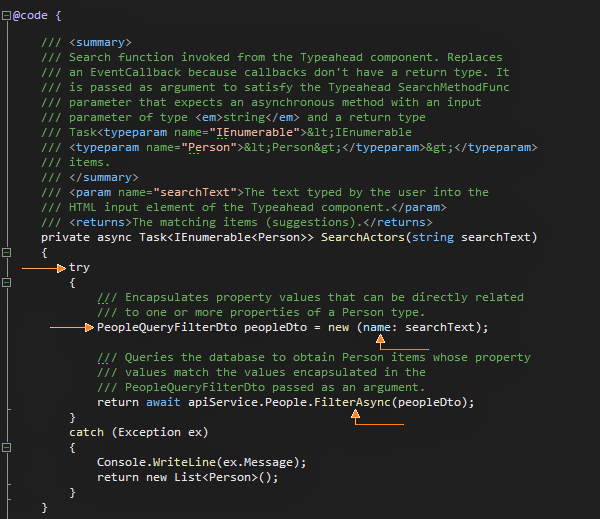 @code {
/// <summary>
/// Search function invoked from the Typeahead component. Replaces
/// an EventCallback because callbacks don't have a return type. It
/// is passed as argument to satisfy the Typeahead SearchMethodFunc
/// parameter that expects an asynchronous method with an input
/// parameter of type <em>string</em> and a return type
/// Task<typeparam name="IEnumerable">&lt;IEnumerable
/// <typeparam name="Person">&lt;Person&gt;</typeparam>&gt;</typeparam>
/// items.
/// </summary>
/// <param name="searchText">The text typed by the user into the
/// HTML input element of the Typeahead component.</param>
/// <returns>The matching items (suggestions).</returns>
private async Task<IEnumerable<Person>> SearchActors(string searchText)
{
try
{
/// Encapsulates property values that can be directly related
/// to one or more properties of a Person type.
PeopleQueryFilterDto peopleDto = new (name: searchText);
/// Queries the database to obtain Person items whose property
/// values match the values encapsulated in the
/// PeopleQueryFilterDto passed as an argument.
return await apiService.People.FilterAsync(peopleDto);
}
catch (Exception ex)
{
Console.WriteLine(ex.Message);
return new List<Person>();
}
}